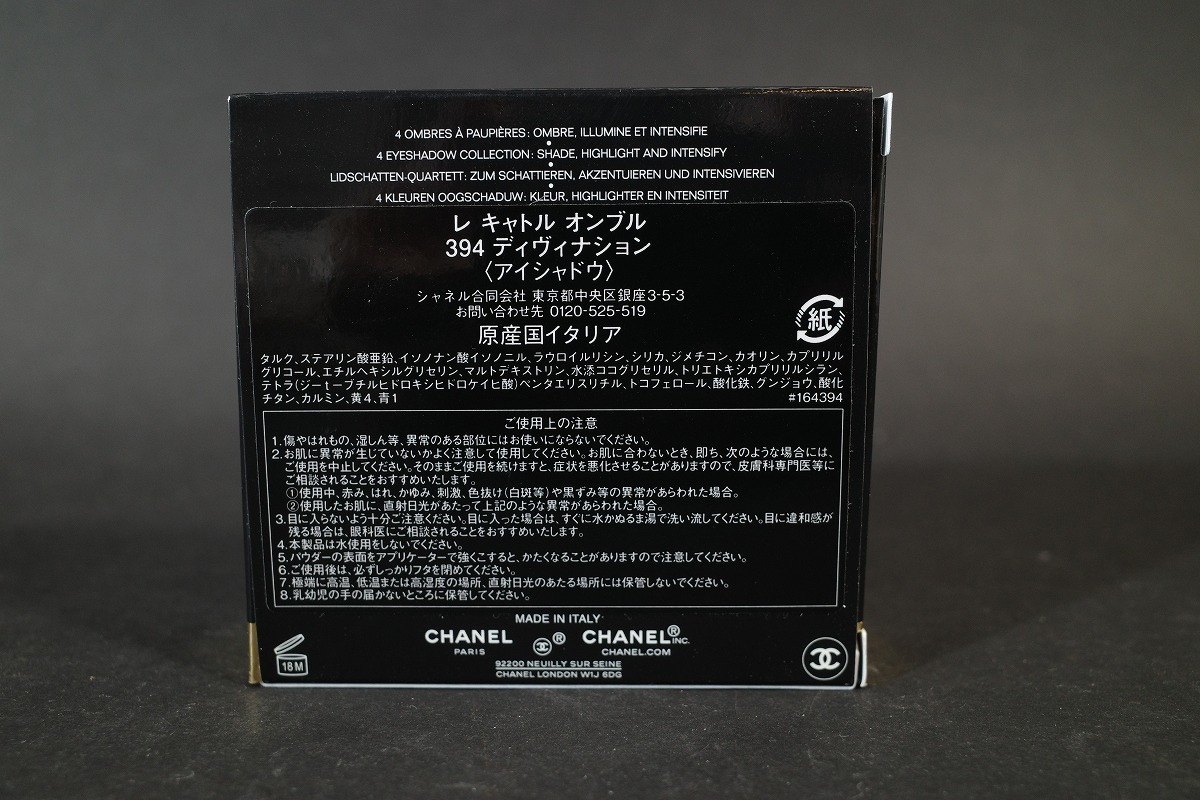 4 OMBRES À PAUPIÈRES: OMBRE, ILLUMINE ET INTENSIFIE
4 EYESHADOW COLLECTION: SHADE, HIGHLIGHT AND INTENSIFY
LIDSCHATTEN-QUARTETT: ZUM SCHATTIEREN, AKZENTUIEREN UND INTENSIVIEREN
4 KLEUREN OOGSCHADUW: KLEUR, HIGHLIGHTER EN INTENSITEIT
レ キャトル オンブル
394 ディヴィナション
〈アイシャドウ〉
シャネル合同会社 東京都中央区銀座3-5-3
お問い合わせ先 0120-525-519
原産国イタリア
紙
タルク、ステアリン酸亜鉛、イソノナン酸イソノニル、ラウロイルリシン、シリカ、ジメチコン、カオリン、カプリリル
グリコール、エチルヘキシルグリセリン、マルトデキストリン、水添ココグリセリル、トリエトキシカプリリルシラン、
テトラ(ジーtーブチルヒドロキシヒドロケイヒ酸)ペンタエリスリチル、トコフェロール、酸化鉄、グンジョウ、酸化
チタン、カルミン、黄4、青1 #164394
ご使用上の注意
1.傷やはれもの、湿しん等、異常のある部位にはお使いにならないでください。
2.お肌に異常が生じていないかよく注意して使用してください。お肌に合わないとき、即ち、次のような場合には、
ご使用を中止してください。そのままご使用を続けますと、症状を悪化させることがありますので、皮膚科専門医等に
ご相談されることをおすすめいたします。
①使用中、赤み、はれ、かゆみ、刺激、色抜け(白斑等)や黒ずみ等の異常があらわれた場合。
②使用したお肌に、直射日光があたって上記のような異常があらわれた場合。
3.目に入らないよう十分ご注意ください。目に入った場合は、すぐに水かぬるま湯で洗い流してください。目に違和感が
残る場合は、眼科医にご相談されることをおすすめいたします。
4.本製品は水使用をしないでください。
5.パウダーの表面をアプリケーターで強くこすると、かたくなることがありますので注意してください。
6.ご使用後は、必ずしっかりフタを閉めてください。
7.極端に高温、低温または高湿度の場所、直射日光のあたる場所には保管しないでください。
8.乳幼児の手の届かないところに保管してください。
MADE IN ITALY
CHANEL ® CHANEL® INC.
PARIS CHANEL.COM
92200 NEUILLY SUR SEINE
CHANEL LONDON W1J 6DG
18M